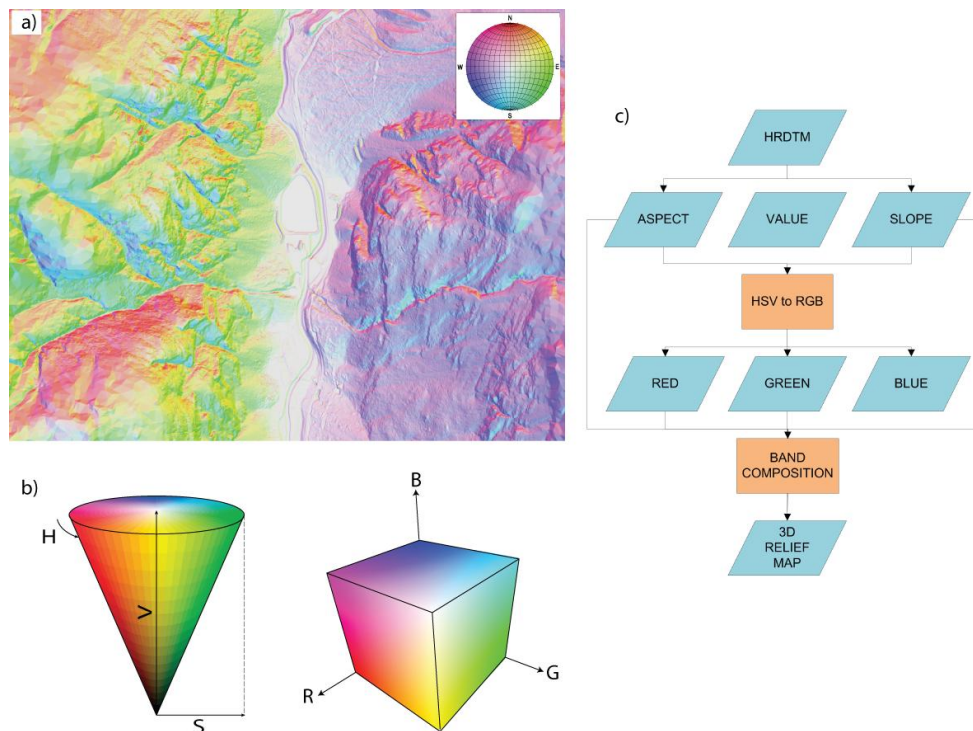 a)
N
W
E
S
b)
H
V
S
B
R
G
c)
HRDTM
ASPECT
VALUE
SLOPE
HSV to RGB
RED
GREEN
BLUE
BAND
COMPOSITION
3D
RELIEF
MAP